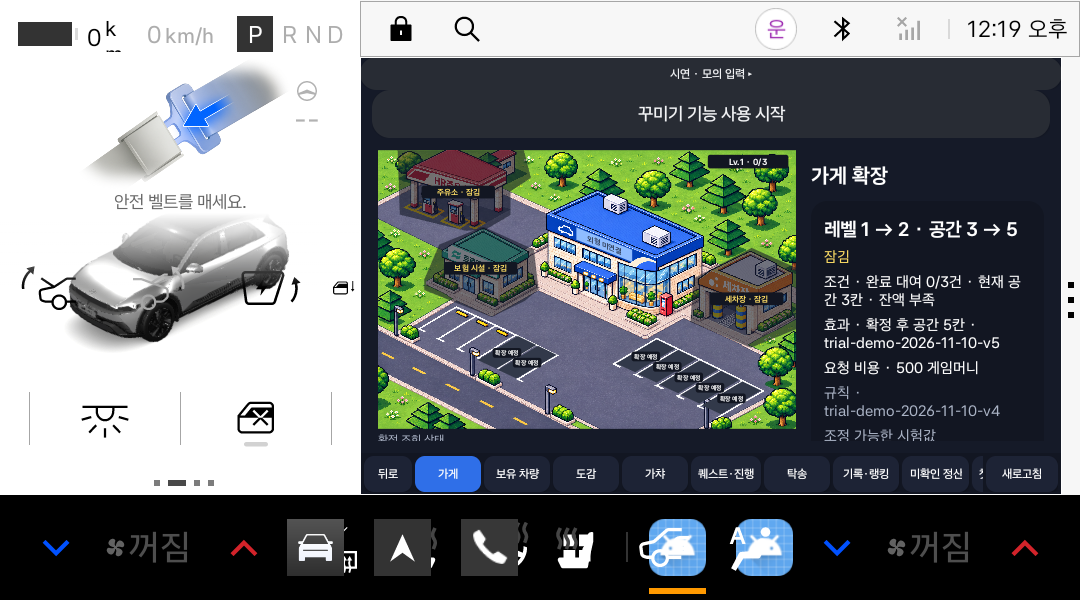 0 k
m
0 km/h
P R N D
안전 벨트를 매세요.
운
12:19 오후
시연 · 모의 입력 ▸
꾸미기 기능 사용 시작
Lv.1 · 0/3
주유소 · 잠김
보험 시설 · 잠김
외형 미연결
세차장 · 잠김
확장 예정
확장 예정
확장 예정
확장 예정
확장 예정
확장 예정
확장 예정
가게 확장
레벨 1 → 2 · 공간 3 → 5
잠김
조건 · 완료 대여 0/3건 · 현재 공
간 3칸 · 잔액 부족
효과 · 확정 후 공간 5칸 ·
trial-demo-2026-11-10-v5
요청 비용 · 500 게임머니
규칙 ·
trial-demo-2026-11-10-v4
조정 가능한 시험값
뒤로
가게
보유 차량
도감
가챠
퀘스트·진행
탁송
기록·랭킹
미확인 정신
새로고침
꺼짐
A
꺼짐